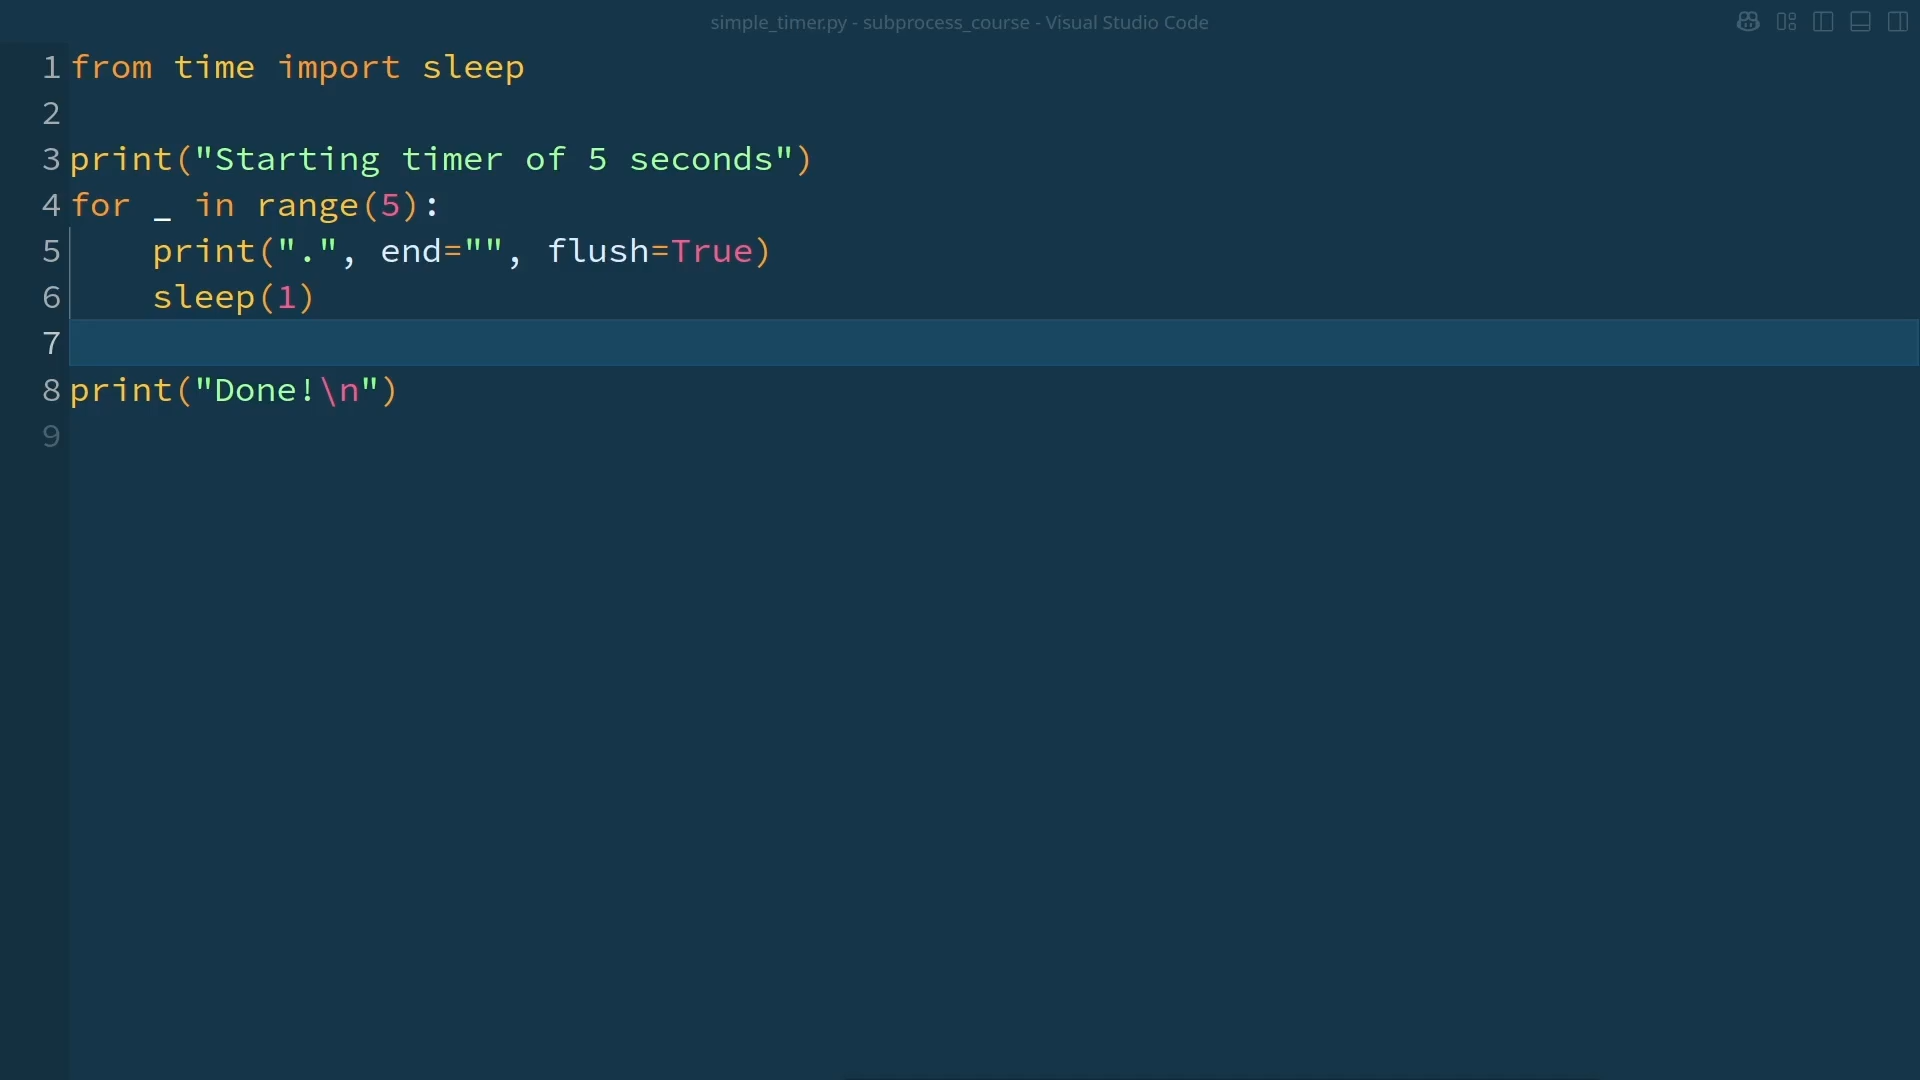 simple_timer.py - subprocess_course - Visual Studio Code
1 from time import sleep
2
3 print("Starting timer of 5 seconds")
4 for _ in range(5):
5     print(".", end="", flush=True)
6     sleep(1)
7
8 print("Done!\n")
9